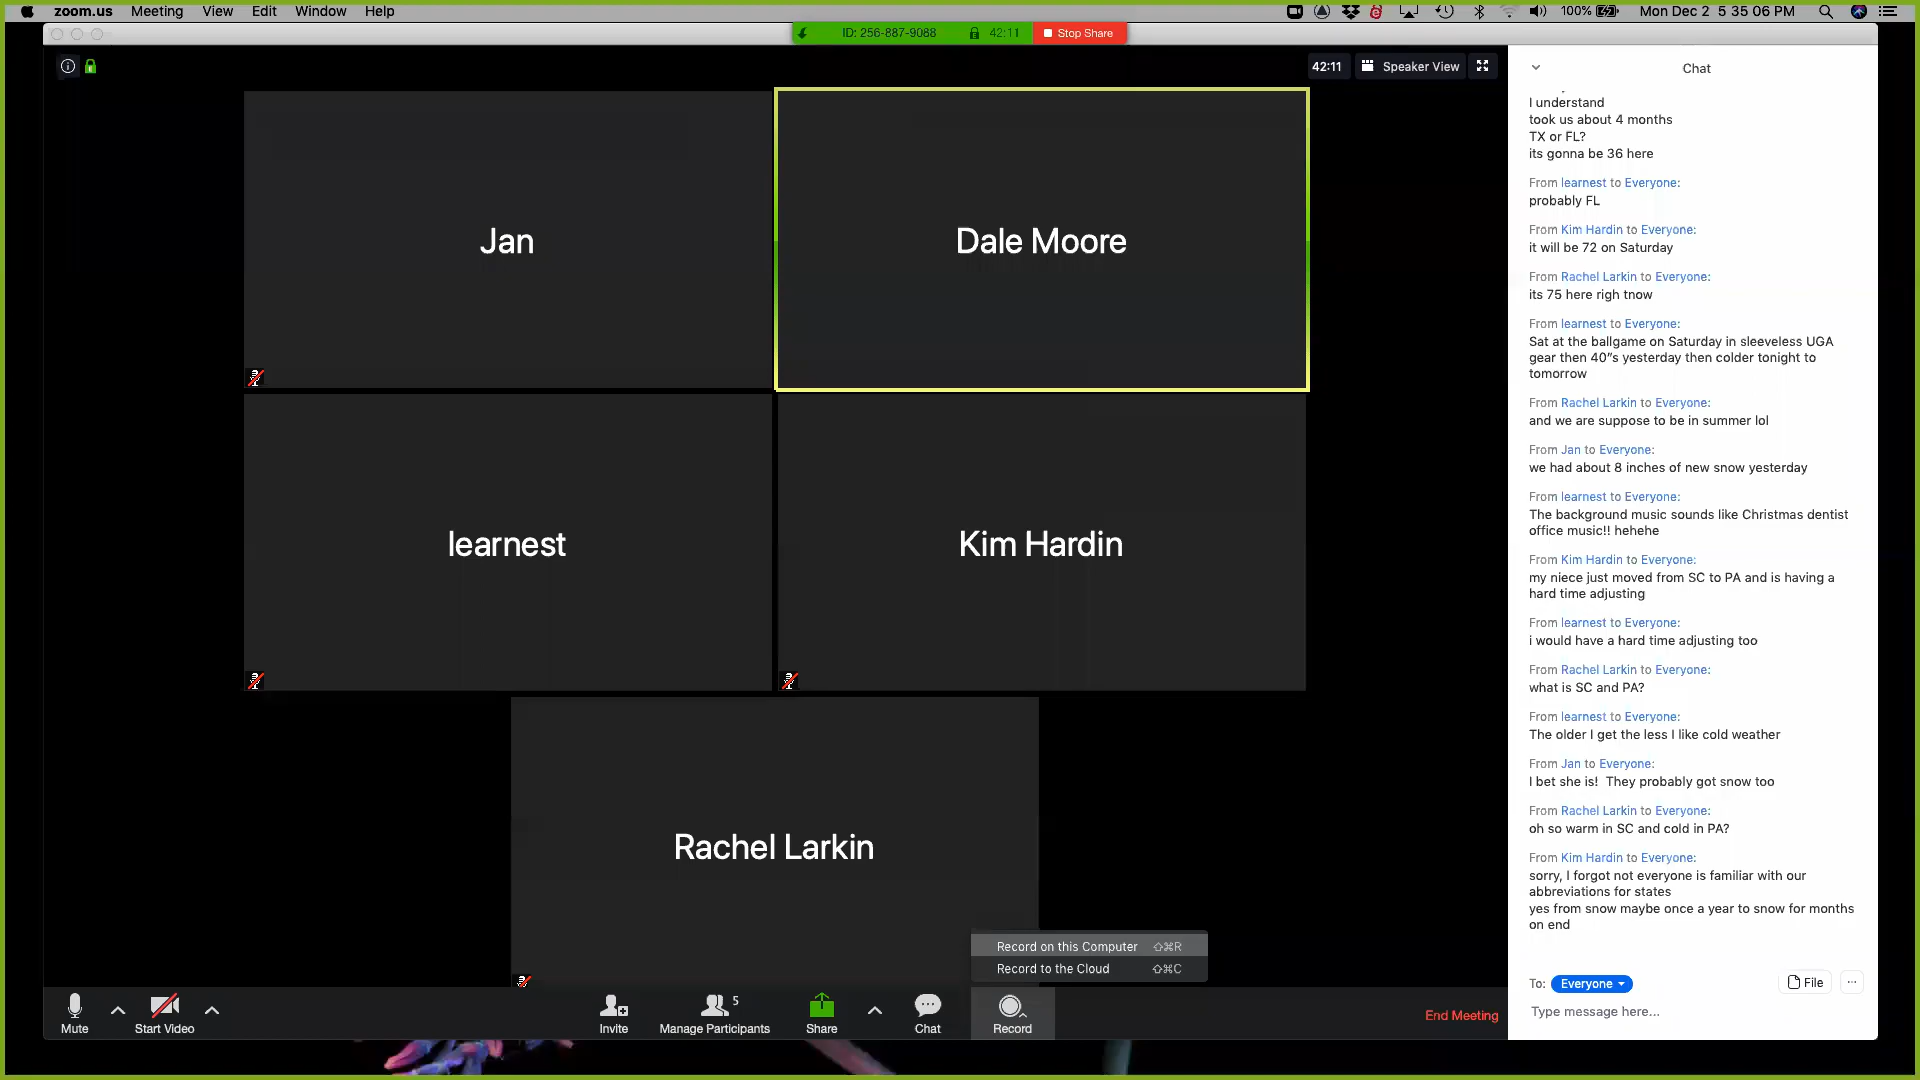 zoom.us Meeting View Edit Window Help
100% Mon Dec 2 5 35 06 PM
ID: 256-887-9088 42:11 Stop Share
42:11 Speaker View
Chat
I understand
took us about 4 months
TX or FL?
its gonna be 36 here
From learnest to Everyone:
probably FL
From Kim Hardin to Everyone:
it will be 72 on Saturday
From Rachel Larkin to Everyone:
its 75 here righ tnow
From learnest to Everyone:
Sat at the ballgame on Saturday in sleeveless UGA
gear then 40"s yesterday then colder tonight to
tomorrow
From Rachel Larkin to Everyone:
and we are suppose to be in summer lol
From Jan to Everyone:
we had about 8 inches of new snow yesterday
From learnest to Everyone:
The background music sounds like Christmas dentist
office music!! hehehe
From Kim Hardin to Everyone:
my niece just moved from SC to PA and is having a
hard time adjusting
From learnest to Everyone:
i would have a hard time adjusting too
From Rachel Larkin to Everyone:
what is SC and PA?
From learnest to Everyone:
The older I get the less I like cold weather
From Jan to Everyone:
I bet she is! They probably got snow too
From Rachel Larkin to Everyone:
oh so warm in SC and cold in PA?
From Kim Hardin to Everyone:
sorry, I forgot not everyone is familiar with our
abbreviations for states
yes from snow maybe once a year to snow for months
on end
To: Everyone File ...
Type message here...
Jan
Dale Moore
learnest
Kim Hardin
Rachel Larkin
Record on this Computer ⇧⌘R
Record to the Cloud ⇧⌘C
5
Mute Start Video Invite Manage Participants Share Chat Record End Meeting